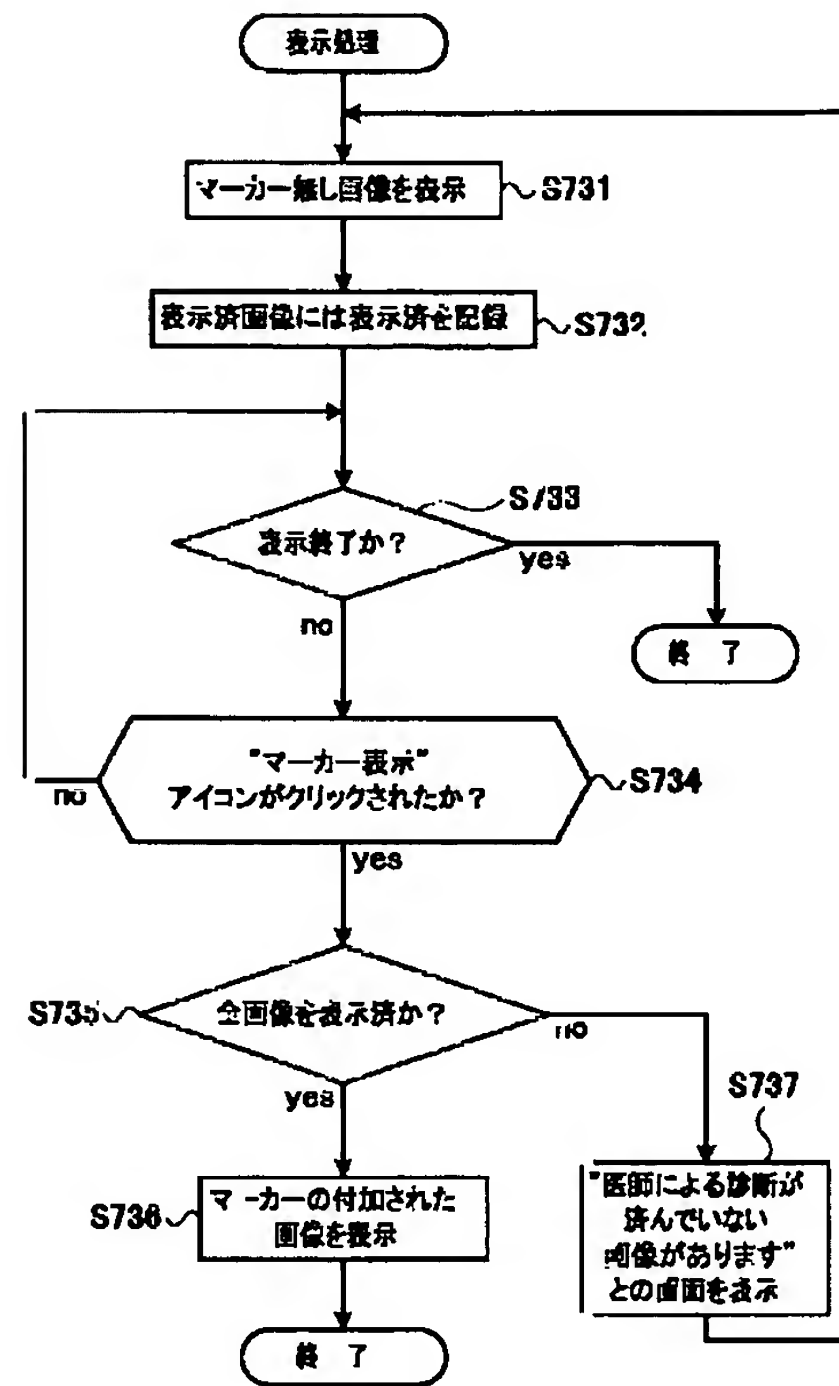 表示処理
マーカー無し画像を表示
S731
表示済画像には表示済を記録
S732
S733
表示終了か？
yes
no
終 了
"マーカー表示"
アイコンがクリックされたか？
S734
no
yes
S735
全画像を表示済か？
no
yes
S737
S736
マーカーの付加された
画像を表示
"医師による診断が
済んでいない
画像があります"
との画面を表示
終 了